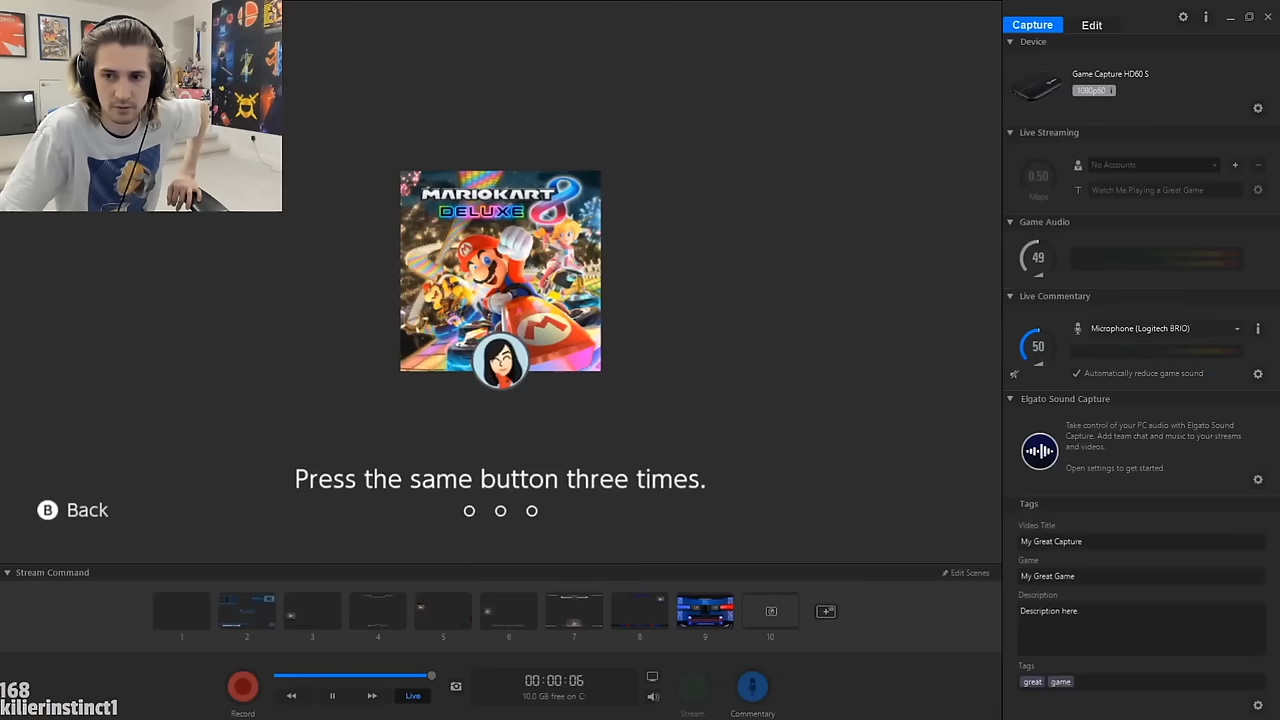 Capture
Edit
Device
Game Capture HD60 S
1080p60
Live Streaming
0.50
Mbps
No Accounts
Watch Me Playing a Great Game
Game Audio
49
Live Commentary
50
Microphone (Logitech BRIO)
Automatically reduce game sound
Elgato Sound Capture
Take control of your PC audio with Elgato Sound
Capture. Add team chat and music to your streams
and videos.
Open settings to get started.
Tags
Video Title
My Great Capture
Game
My Great Game
Description
Description here.
Tags
great game
MARIOKART 8
DELUXE
Press the same button three times.
B Back
Stream Command
Edit Scenes
1 2 3 4 5 6 7 8 9 10
Record
Live
00:00:06
10.0 GB free on C:
Stream
Commentary
168
killerinstinct1